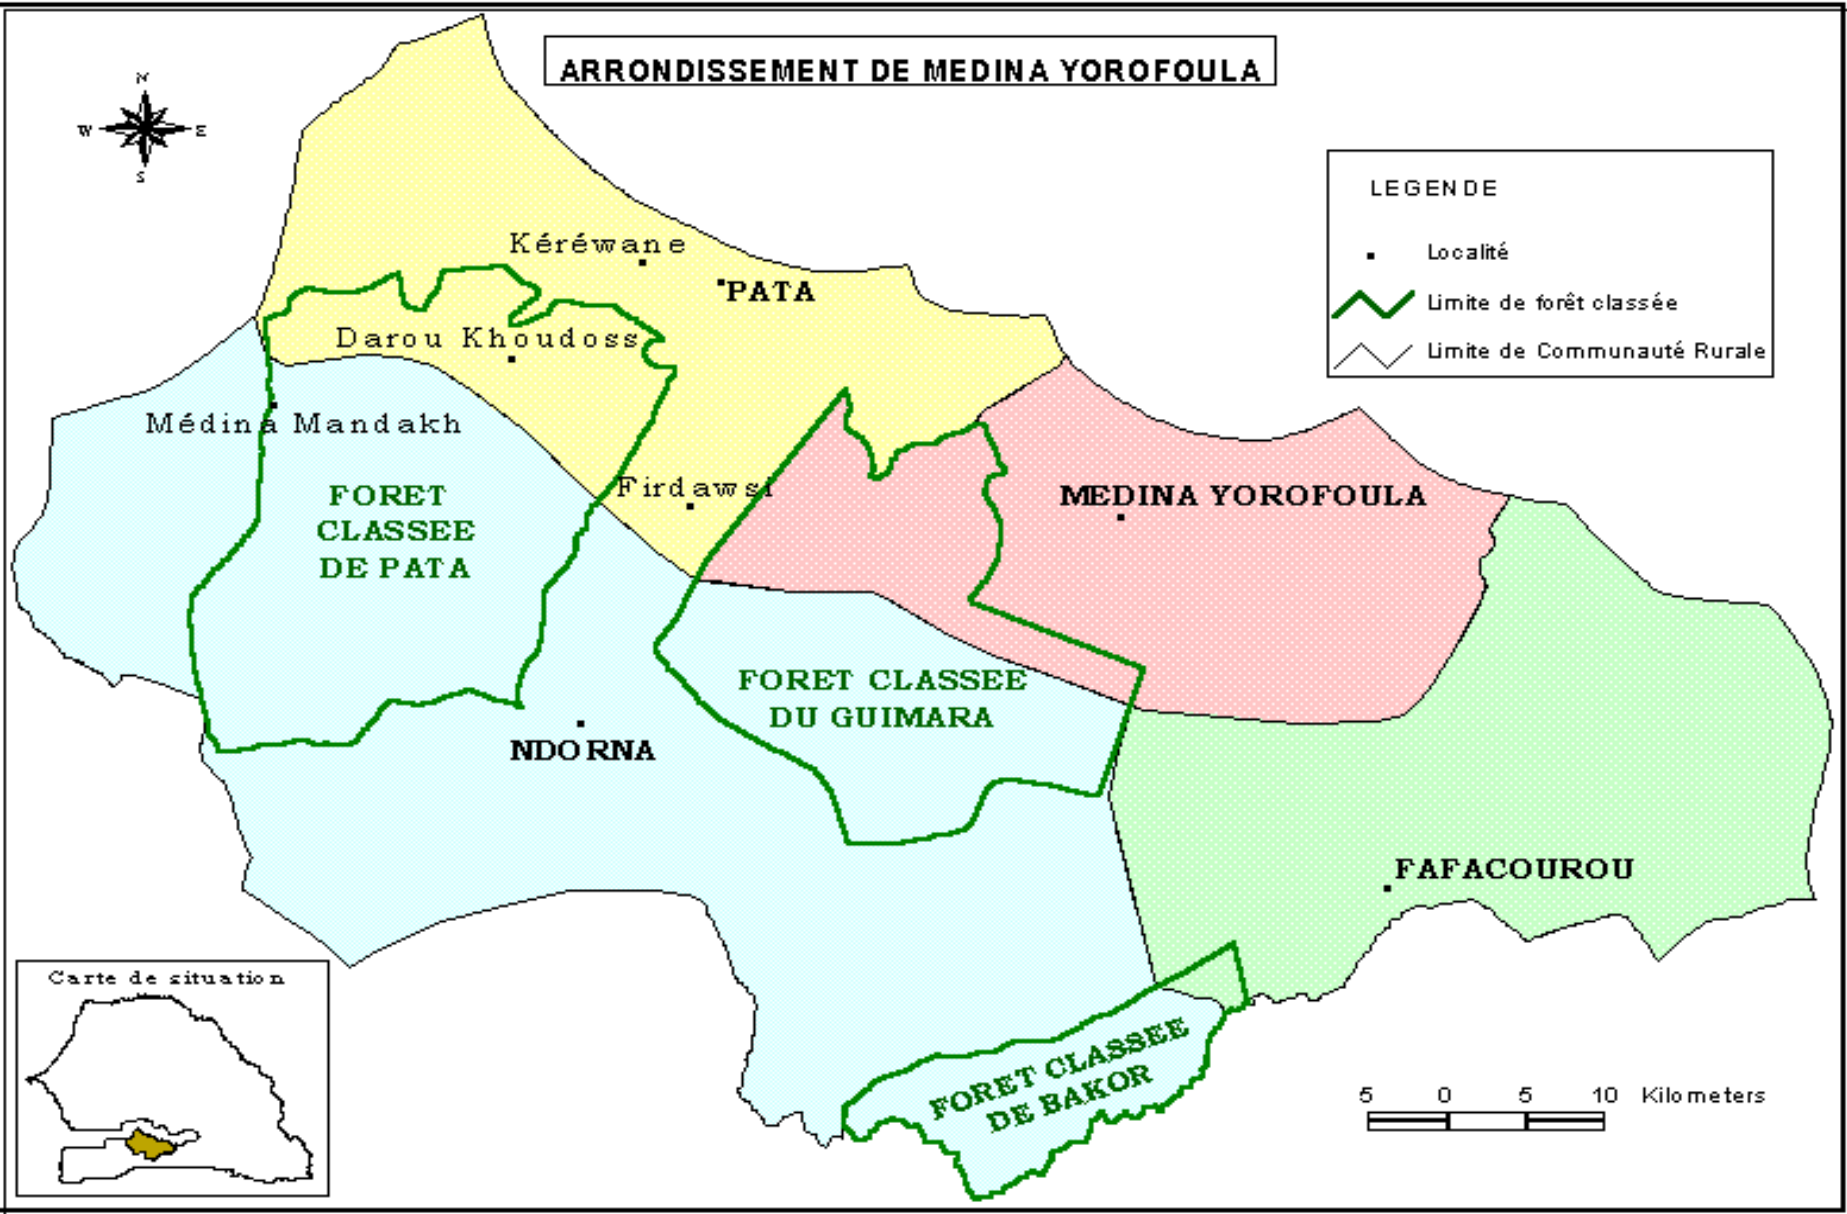 ARRONDISSEMENT DE MEDINA YOROFOULA
N
W
E
S
LEGENDE
Localité
Limite de forêt classée
Limite de Communauté Rurale
Kéréwane
PATA
Darou Khoudoss
Médina Mandakh
Firdawsi
FORET
CLASSEE
DE PATA
MEDINA YOROFOULA
FORET CLASSEE
DU GUIMARA
NDORNA
FAFACOUROU
FORET CLASSEE
DE BAKOR
Carte de situation
5 0 5 10 Kilometers